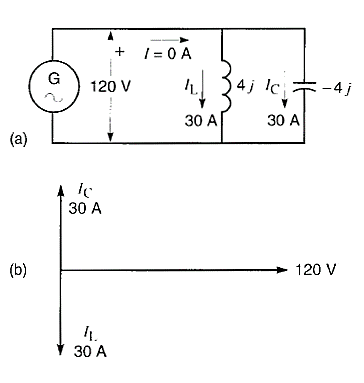 + I = 0 A
G 120 V I_L 4 j I_C - 4 j
30 A 30 A
(a)
I_C
30 A
(b) 120 V
I_L
30 A